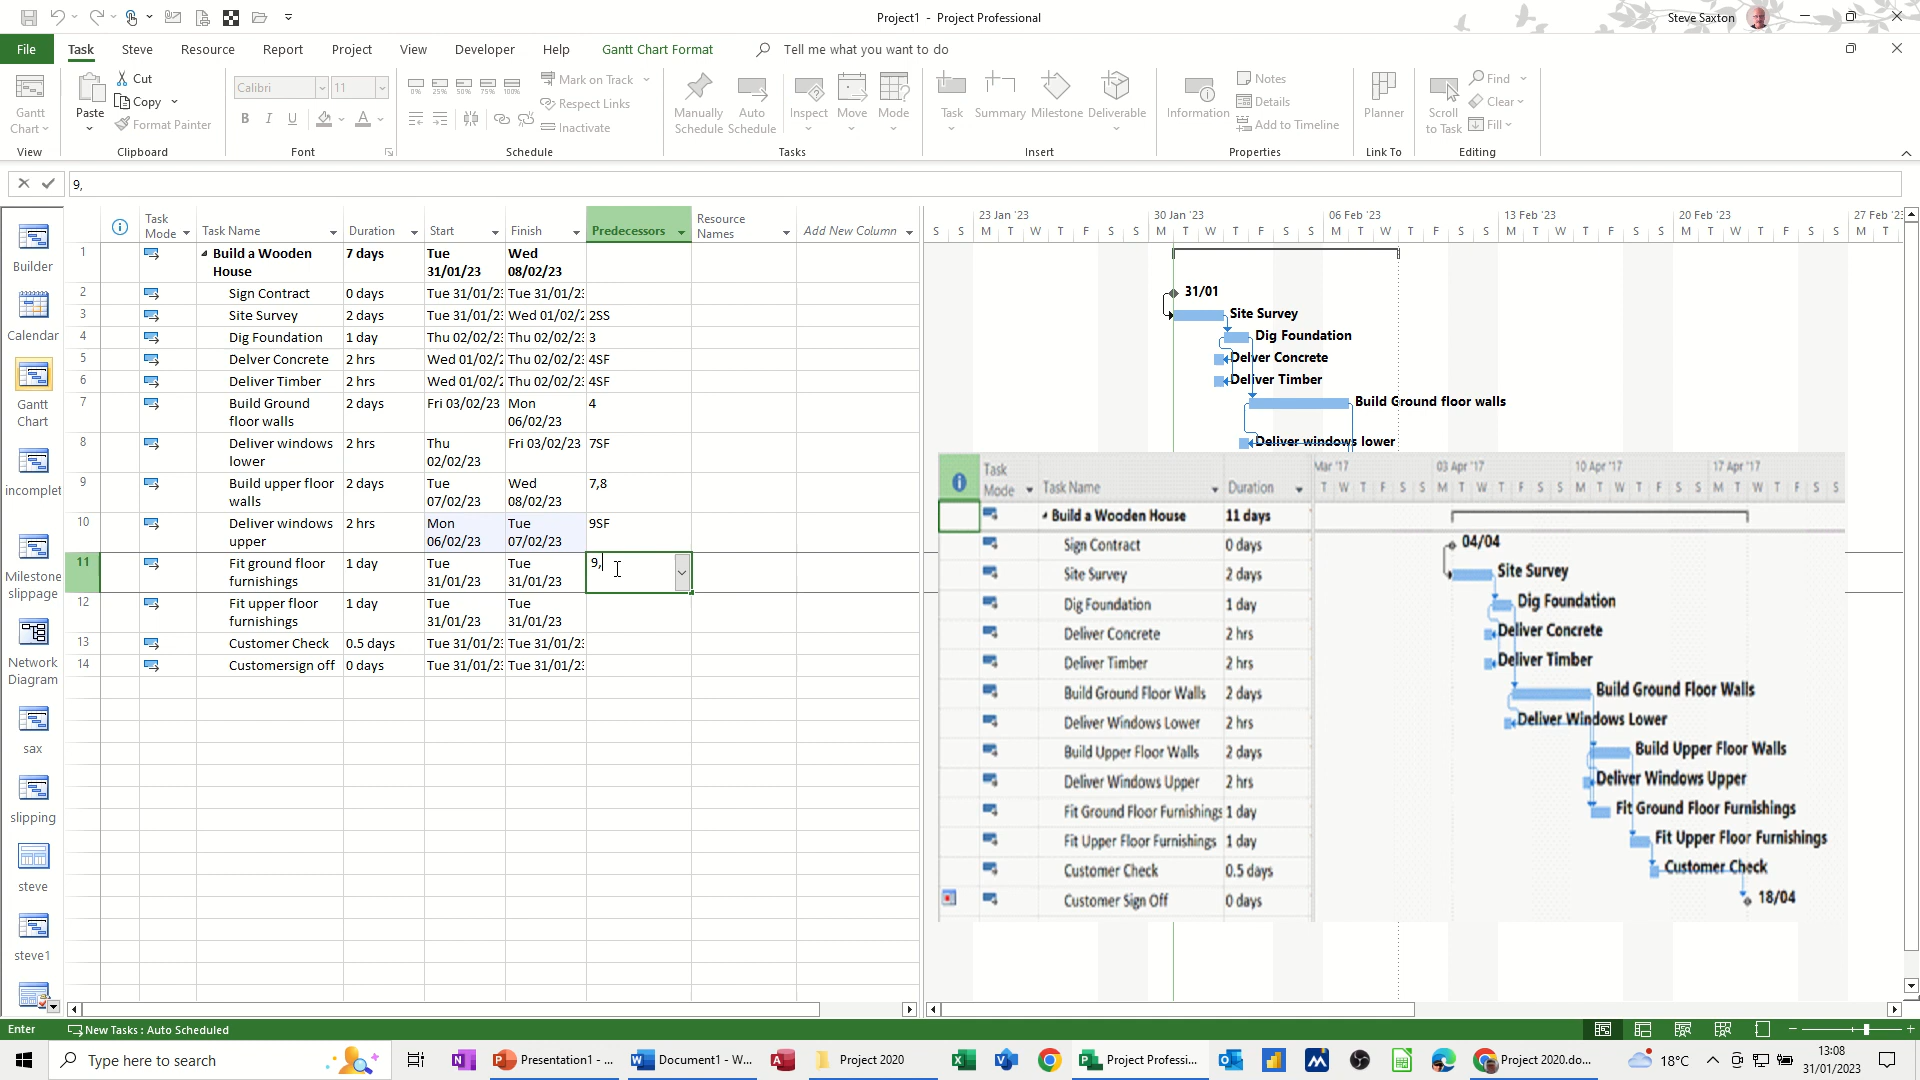 Project1 - Project Professional
Steve Saxton
File Task Steve Resource Report Project View Developer Help Gantt Chart Format Tell me what you want to do
Gantt Chart
View
Paste
Cut
Copy
Format Painter
Clipboard
Calibri 11
B I U A
Font
0% 25% 50% 75% 100%
Mark on Track
Respect Links
Inactivate
Schedule
Manually Schedule
Auto Schedule
Inspect
Move
Mode
Tasks
Task
Summary
Milestone
Deliverable
Insert
Information
Notes
Details
Add to Timeline
Properties
Planner
Link To
Scroll to Task
Find
Clear
Fill
Editing
9,
Builder
Calendar
Gantt Chart
incomplet
Milestone slippage
Network Diagram
sax
slipping
steve
steve1
Task Mode Task Name Duration Start Finish Predecessors Resource Names Add New Column
1 Build a Wooden House 7 days Tue 31/01/23 Wed 08/02/23
2 Sign Contract 0 days Tue 31/01/23 Tue 31/01/23
3 Site Survey 2 days Tue 31/01/23 Wed 01/02/2 2SS
4 Dig Foundation 1 day Thu 02/02/23 Thu 02/02/23 3
5 Delver Concrete 2 hrs Wed 01/02/2 Thu 02/02/23 4SF
6 Deliver Timber 2 hrs Wed 01/02/2 Thu 02/02/23 4SF
7 Build Ground floor walls 2 days Fri 03/02/23 Mon 06/02/23 4
8 Deliver windows lower 2 hrs Thu 02/02/23 Fri 03/02/23 7SF
9 Build upper floor walls 2 days Tue 07/02/23 Wed 08/02/23 7,8
10 Deliver windows upper 2 hrs Mon 06/02/23 Tue 07/02/23 9SF
11 Fit ground floor furnishings 1 day Tue 31/01/23 Tue 31/01/23 9,
12 Fit upper floor furnishings 1 day Tue 31/01/23 Tue 31/01/23
13 Customer Check 0.5 days Tue 31/01/23 Tue 31/01/23
14 Customersign off 0 days Tue 31/01/23 Tue 31/01/23
23 Jan '23 30 Jan '23 06 Feb '23 13 Feb '23 20 Feb '23 27 Feb '23
S S M T W T F S S M T W T F S S M T W T F S S M T W T F S S M T W T F S S M T
31/01
Site Survey
Dig Foundation
Delver Concrete
Deliver Timber
Build Ground floor walls
Deliver windows lower
Task Mode Task Name Duration
Mar '17 03 Apr '17 10 Apr '17 17 Apr '17
T W T F S S M T W T F S S M T W T F S S M T W T F S S
Build a Wooden House 11 days
Sign Contract 0 days 04/04
Site Survey 2 days Site Survey
Dig Foundation 1 day Dig Foundation
Deliver Concrete 2 hrs Deliver Concrete
Deliver Timber 2 hrs Deliver Timber
Build Ground Floor Walls 2 days Build Ground Floor Walls
Deliver Windows Lower 2 hrs Deliver Windows Lower
Build Upper Floor Walls 2 days Build Upper Floor Walls
Deliver Windows Upper 2 hrs Deliver Windows Upper
Fit Ground Floor Furnishings 1 day Fit Ground Floor Furnishings
Fit Upper Floor Furnishings 1 day Fit Upper Floor Furnishings
Customer Check 0.5 days Customer Check
Customer Sign Off 0 days 18/04
Enter New Tasks : Auto Scheduled
Type here to search
Presentation1 - ...
Document1 - W...
Project 2020
Project Professi...
Project 2020.do...
18°C
13:08
31/01/2023